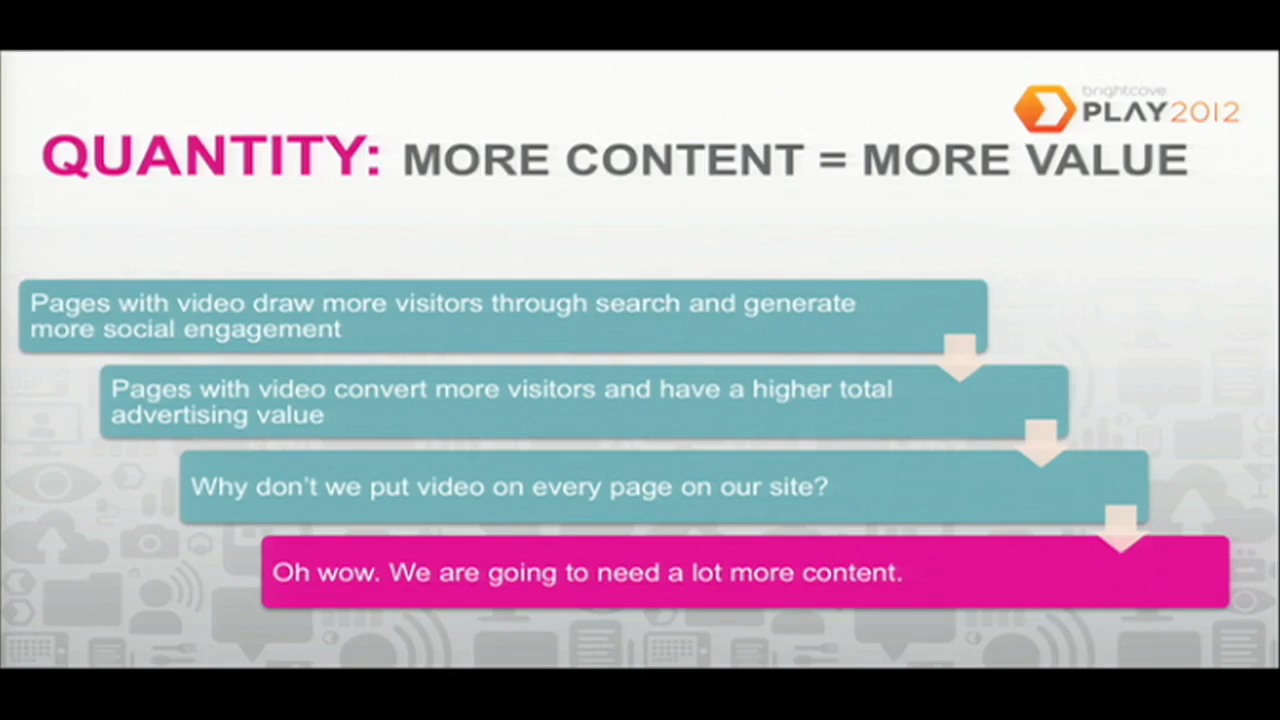 brightcove
PLAY2012
QUANTITY: MORE CONTENT = MORE VALUE
Pages with video draw more visitors through search and generate
more social engagement
Pages with video convert more visitors and have a higher total
advertising value
Why don't we put video on every page on our site?
Oh wow. We are going to need a lot more content.